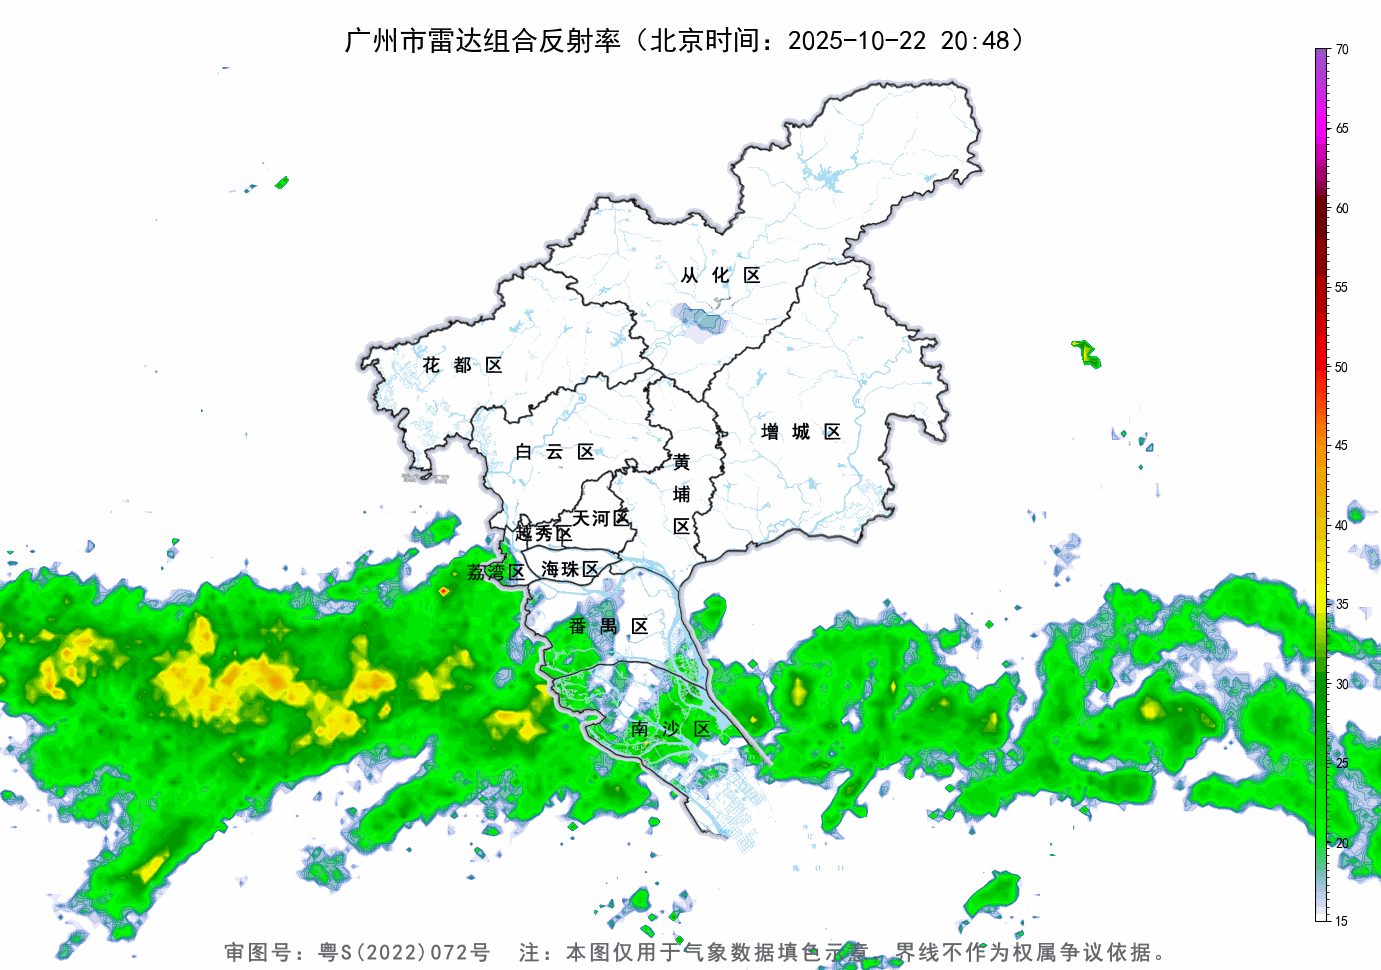 广州市雷达组合反射率（北京时间：2025-10-22 20:48）
70
65
60
55
50
45
40
35
30
25
20
15
从化区
花都区
增城区
白云区
黄埔区
天河区
越秀区
荔湾区
海珠区
番禺区
南沙区
审图号：粤S(2022)072号 注：本图仅用于气象数据填色示意。界线不作为权属争议依据。